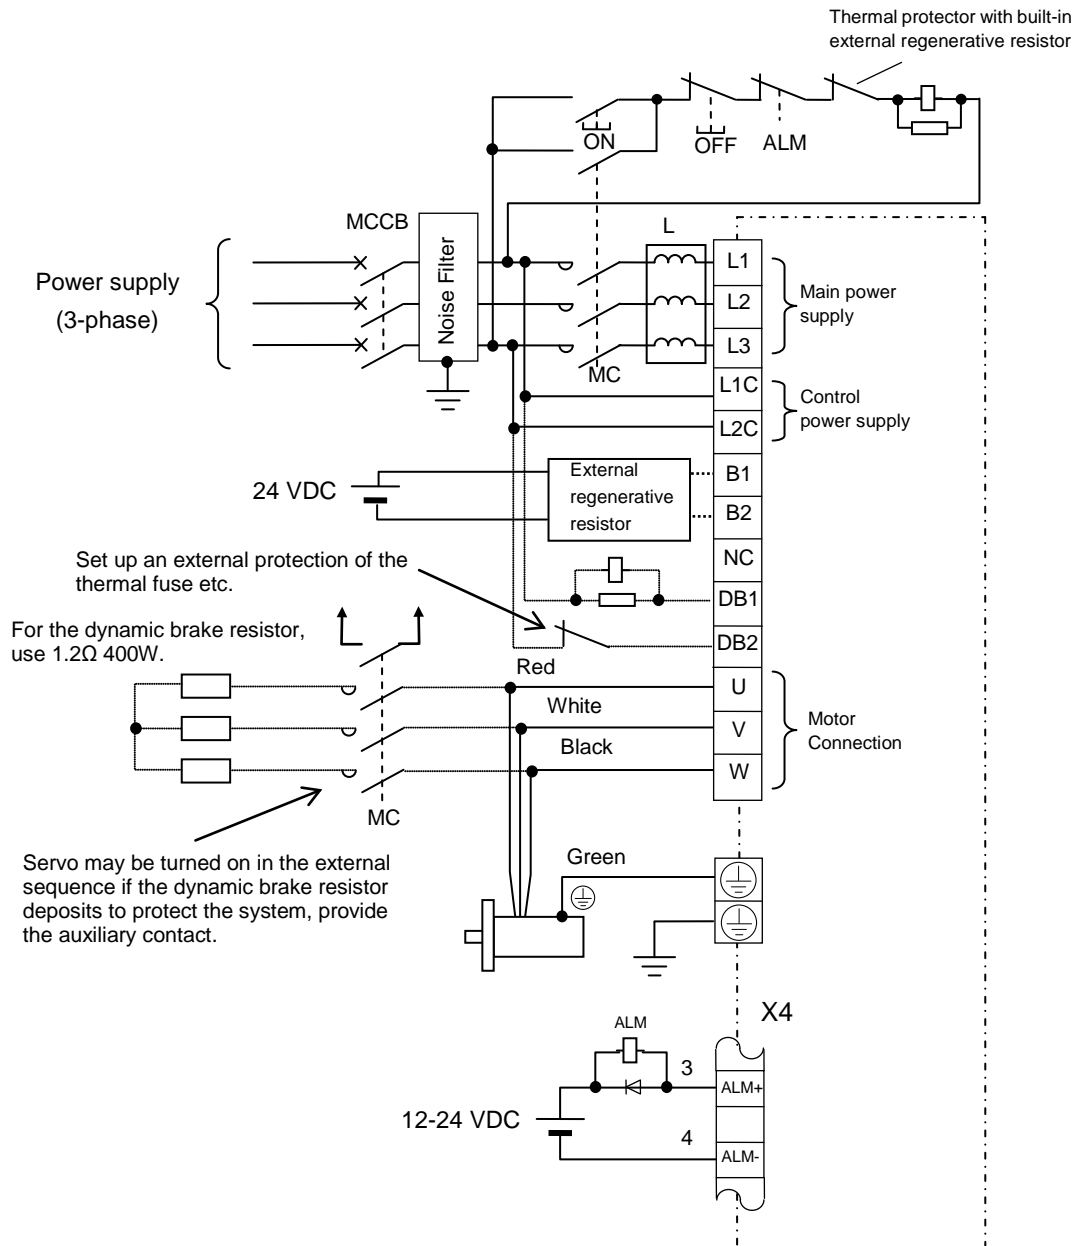 Thermal protector with built-in
external regenerative resistor
ON
OFF
ALM
MCCB
L
Power supply
(3-phase)
Noise Filter
L1
L2
L3
Main power
supply
MC
L1C
L2C
Control
power supply
24 VDC
External
regenerative
resistor
B1
B2
NC
Set up an external protection of the
thermal fuse etc.
DB1
DB2
For the dynamic brake resistor,
use 1.2Ω 400W.
Red
U
White
V
Black
W
Motor
Connection
MC
Servo may be turned on in the external
sequence if the dynamic brake resistor
deposits to protect the system, provide
the auxiliary contact.
Green
X4
ALM
3
ALM+
12-24 VDC
4
ALM-